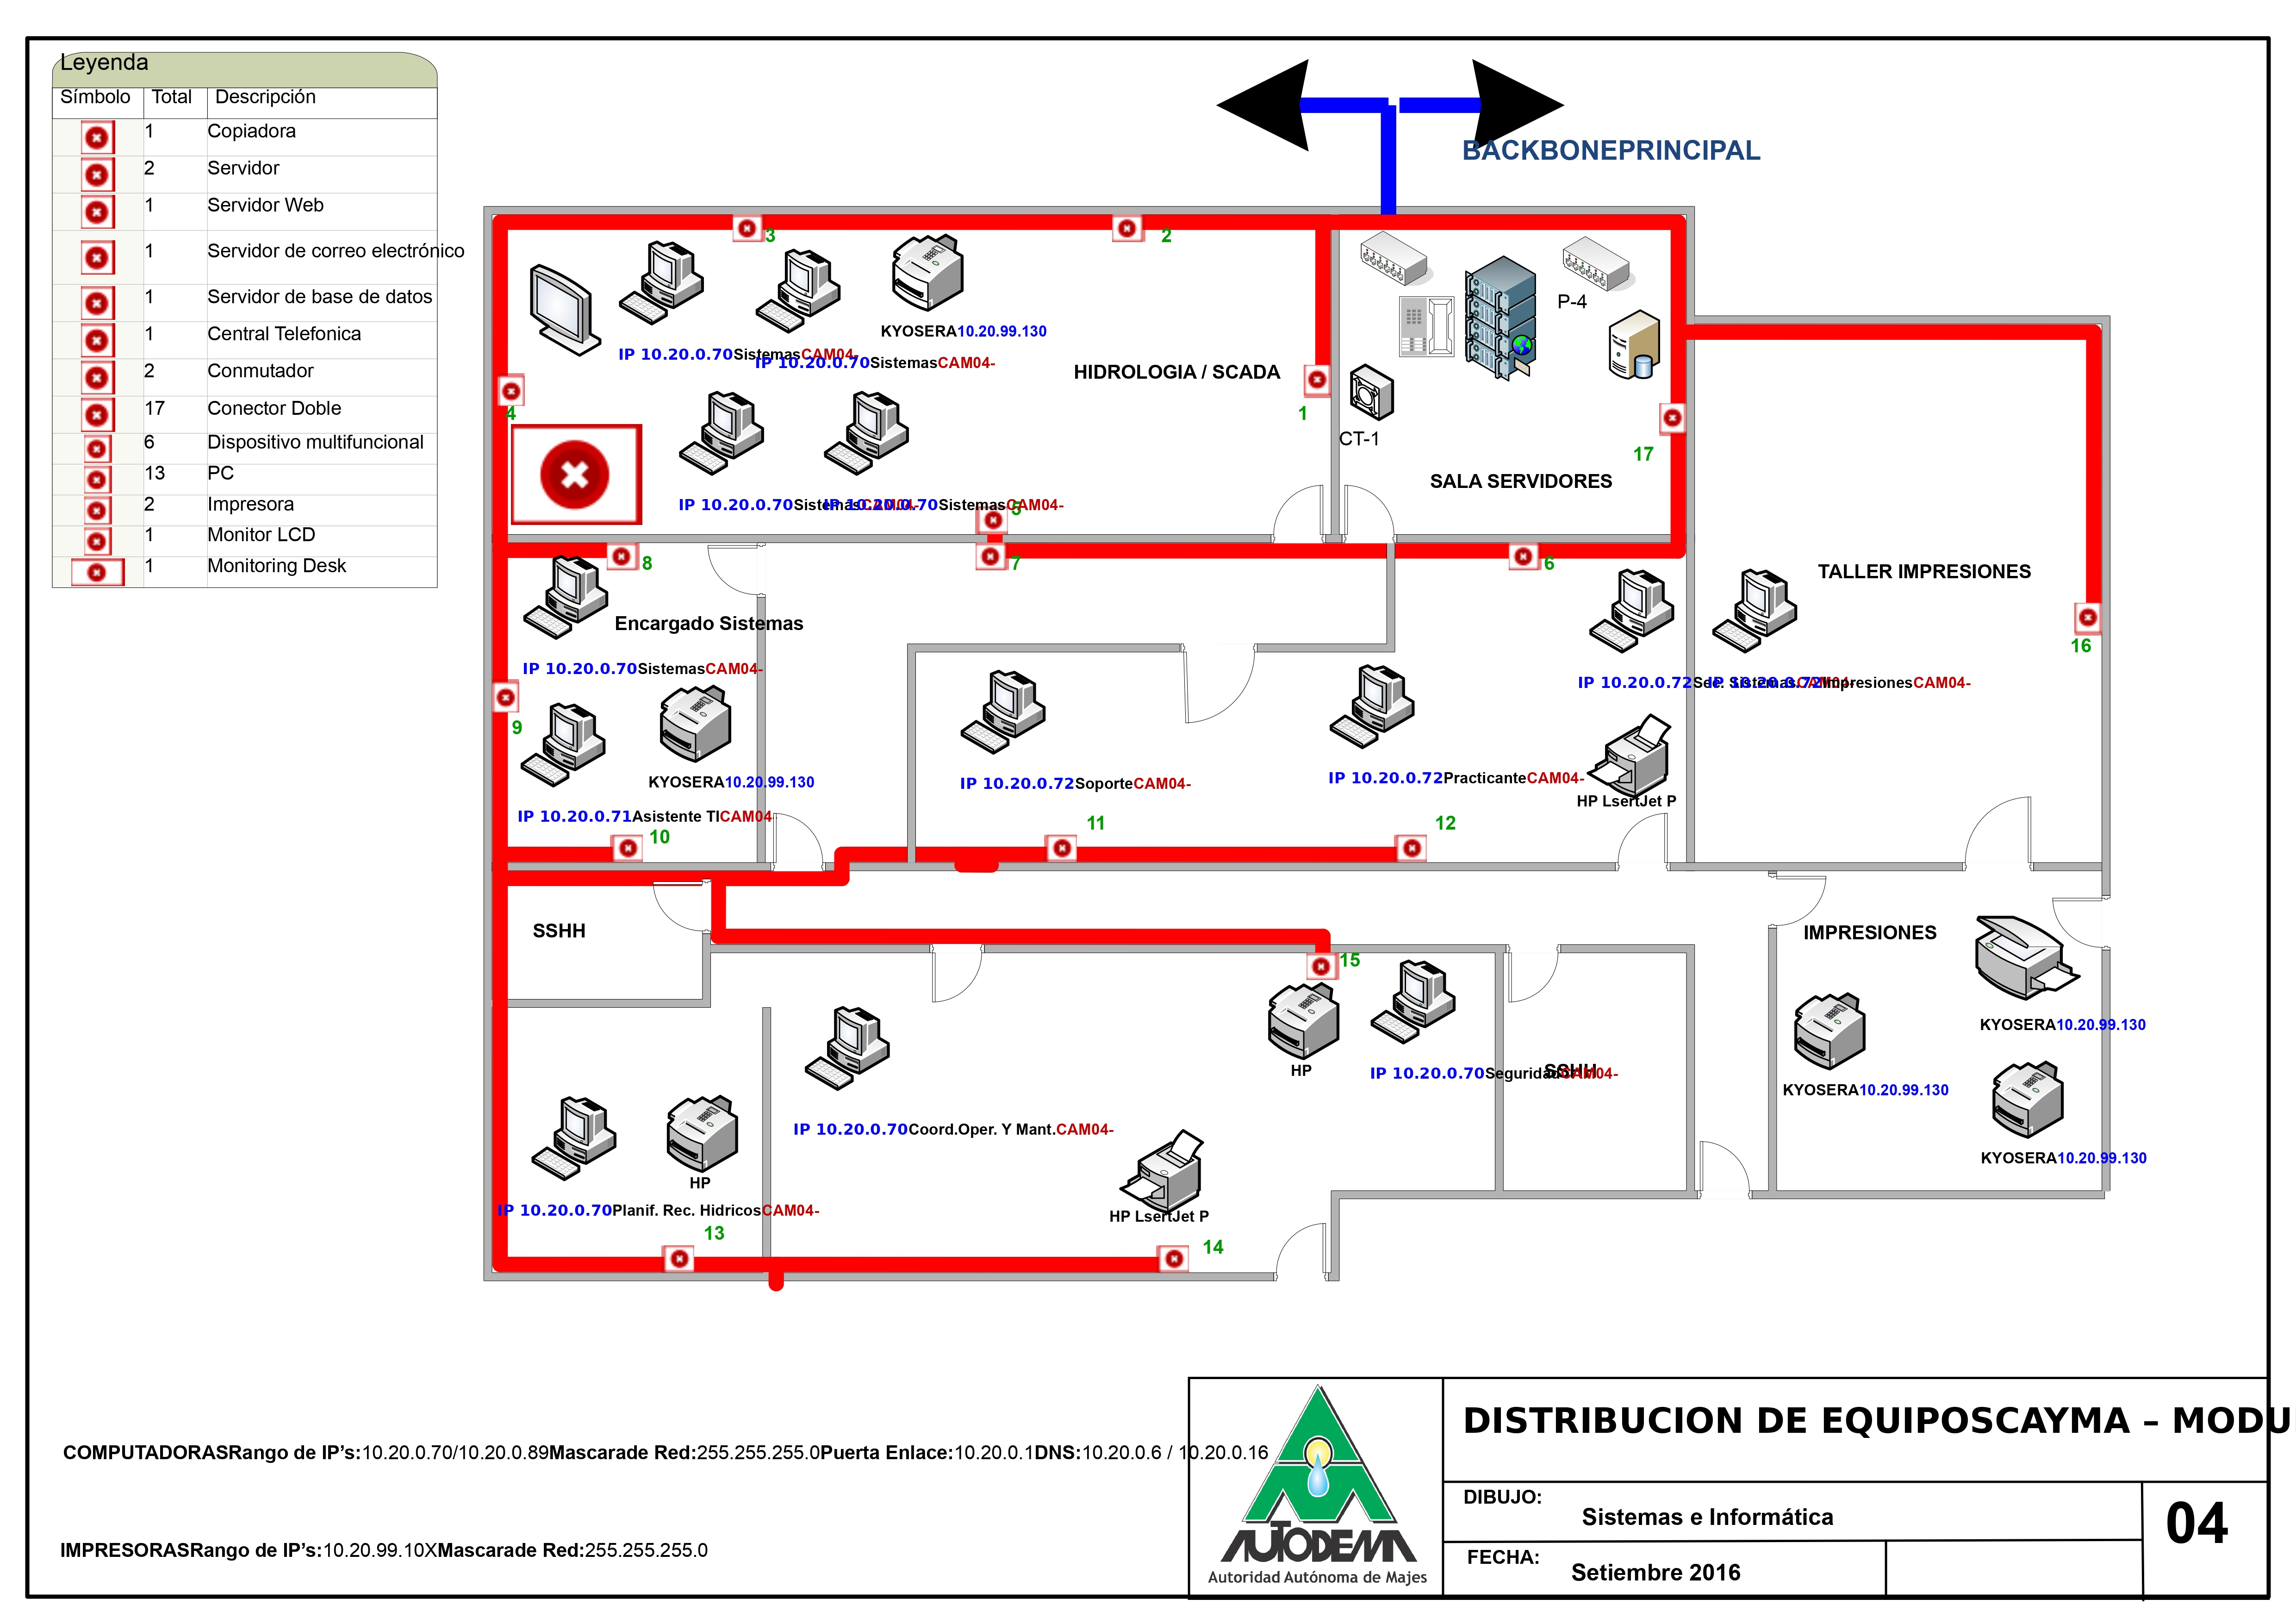 Leyenda
Símbolo Total Descripción
1 Copiadora
2 Servidor
1 Servidor Web
1 Servidor de correo electrónico
1 Servidor de base de datos
1 Central Telefonica
2 Conmutador
17 Conector Doble
6 Dispositivo multifuncional
13 PC
2 Impresora
1 Monitor LCD
1 Monitoring Desk
BACKBONEPRINCIPAL
3
2
P-4
KYOSERA10.20.99.130
IP 10.20.0.70SistemasCAM04-
IP 10.20.0.70SistemasCAM04-
HIDROLOGIA / SCADA
4
1
CT-1
17
SALA SERVIDORES
IP 10.20.0.70SistemasCAM04-
IP 10.20.0.70SistemasCAM04-
5
8
7
6
TALLER IMPRESIONES
Encargado Sistemas
16
IP 10.20.0.70SistemasCAM04-
IP 10.20.0.72Sec. SistemasCAM04-
IP 10.20.0.72ImpresionesCAM04-
9
KYOSERA10.20.99.130
IP 10.20.0.72SoporteCAM04-
IP 10.20.0.72PracticanteCAM04-
HP LsertJet P
IP 10.20.0.71Asistente TICAM04-
10
11
12
SSHH
IMPRESIONES
15
KYOSERA10.20.99.130
HP
IP 10.20.0.70SeguridadCAM04-
SSHH
KYOSERA10.20.99.130
IP 10.20.0.70Coord.Oper. Y Mant.CAM04-
KYOSERA10.20.99.130
HP
IP 10.20.0.70Planif. Rec. HidricosCAM04-
HP LsertJet P
13
14
COMPUTADORASRango de IP’s:10.20.0.70/10.20.0.89Mascarade Red:255.255.255.0Puerta Enlace:10.20.0.1DNS:10.20.0.6 / 10.20.0.16
IMPRESORASRango de IP’s:10.20.99.10XMascarade Red:255.255.255.0
AUTODEMA
Autoridad Autónoma de Majes
DISTRIBUCION DE EQUIPOSCAYMA – MODU
DIBUJO:
Sistemas e Informática
04
FECHA:
Setiembre 2016